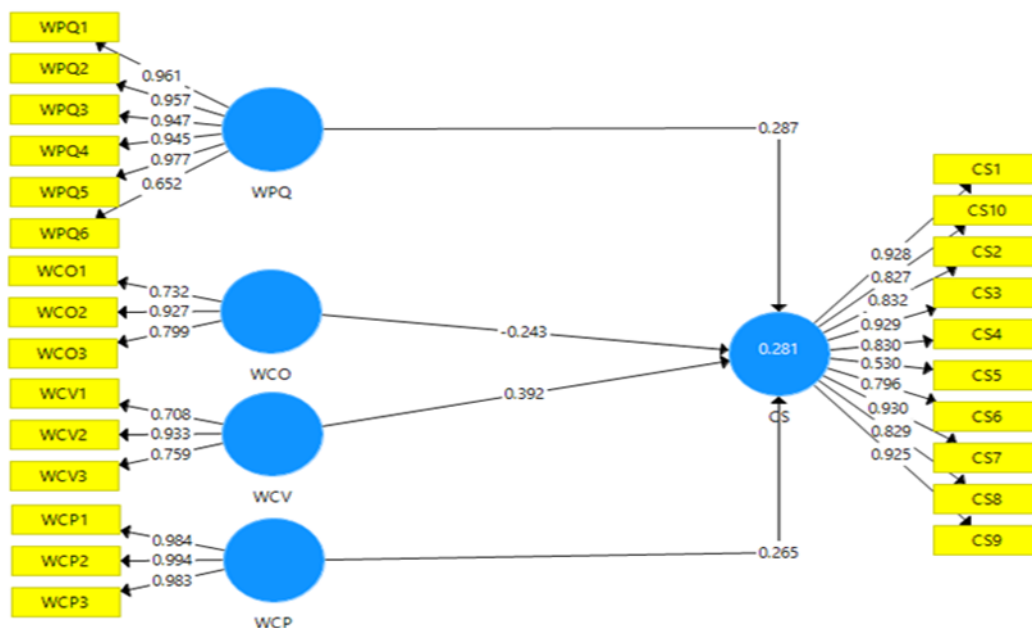 WPQ1
WPQ2
WPQ3
WPQ4
WPQ5
WPQ6
0.961
0.957
0.947
0.945
0.977
0.652
WPQ
0.287
WCO1
WCO2
WCO3
0.732
0.927
0.799
WCO
-0.243
WCV1
WCV2
WCV3
0.708
0.933
0.759
WCV
0.392
WCP1
WCP2
WCP3
0.984
0.994
0.983
WCP
0.265
0.281
CS
0.928
0.827
0.832
0.929
0.830
0.530
0.796
0.930
0.829
0.925
CS1
CS10
CS2
CS3
CS4
CS5
CS6
CS7
CS8
CS9